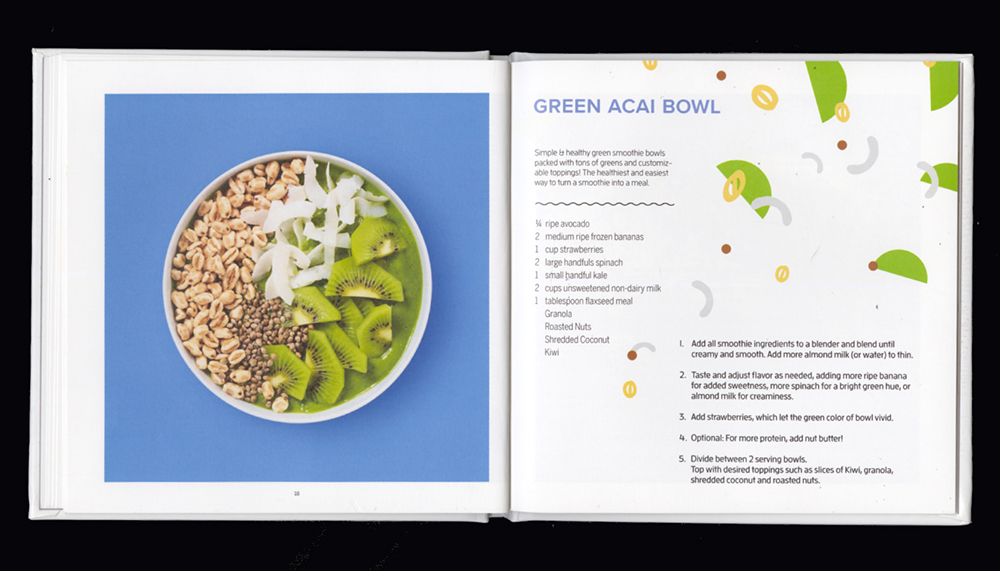 18
GREEN ACAI BOWL
Simple & healthy green smoothie bowls
packed with tons of greens and customiz-
able toppings! The healthiest and easiest
way to turn a smoothie into a meal.
¼ ripe avocado
2 medium ripe frozen bananas
1 cup strawberries
2 large handfuls spinach
1 small handful kale
2 cups unsweetened non-dairy milk
1 tablespoon flaxseed meal
Granola
Roasted Nuts
Shredded Coconut
Kiwi
1. Add all smoothie ingredients to a blender and blend until
creamy and smooth. Add more almond milk (or water) to thin.
2. Taste and adjust flavor as needed, adding more ripe banana
for added sweetness, more spinach for a bright green hue, or
almond milk for creaminess.
3. Add strawberries, which let the green color of bowl vivid.
4. Optional: For more protein, add nut butter!
5. Divide between 2 serving bowls.
Top with desired toppings such as slices of Kiwi, granola,
shredded coconut and roasted nuts.